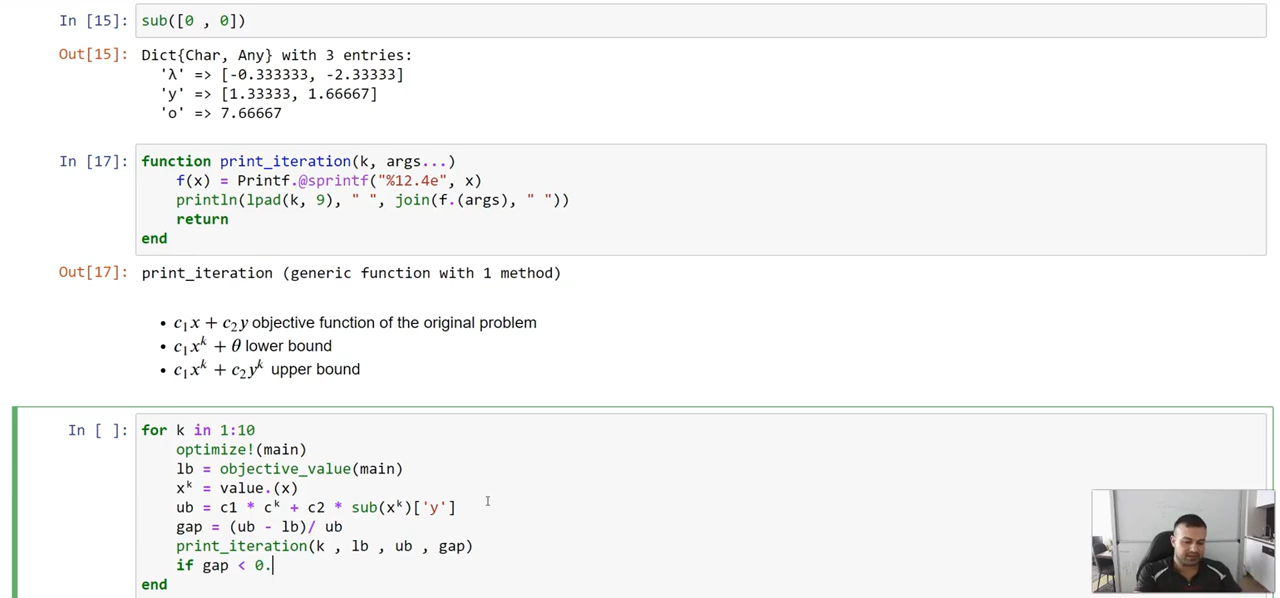 In [15]: sub([0 , 0])
Out[15]: Dict{Char, Any} with 3 entries:
'λ' => [-0.333333, -2.33333]
'y' => [1.33333, 1.66667]
'o' => 7.66667
In [17]: function print_iteration(k, args...)
f(x) = Printf.@sprintf("%12.4e", x)
println(lpad(k, 9), " ", join(f.(args), " "))
return
end
Out[17]: print_iteration (generic function with 1 method)
• c₁x + c₂y objective function of the original problem
• c₁xᵏ + θ lower bound
• c₁xᵏ + c₂yᵏ upper bound
In [ ]: for k in 1:10
optimize!(main)
lb = objective_value(main)
xᵏ = value.(x)
ub = c1 * cᵏ + c2 * sub(xᵏ)['y']
gap = (ub - lb)/ ub
print_iteration(k , lb , ub , gap)
if gap < 0.
end